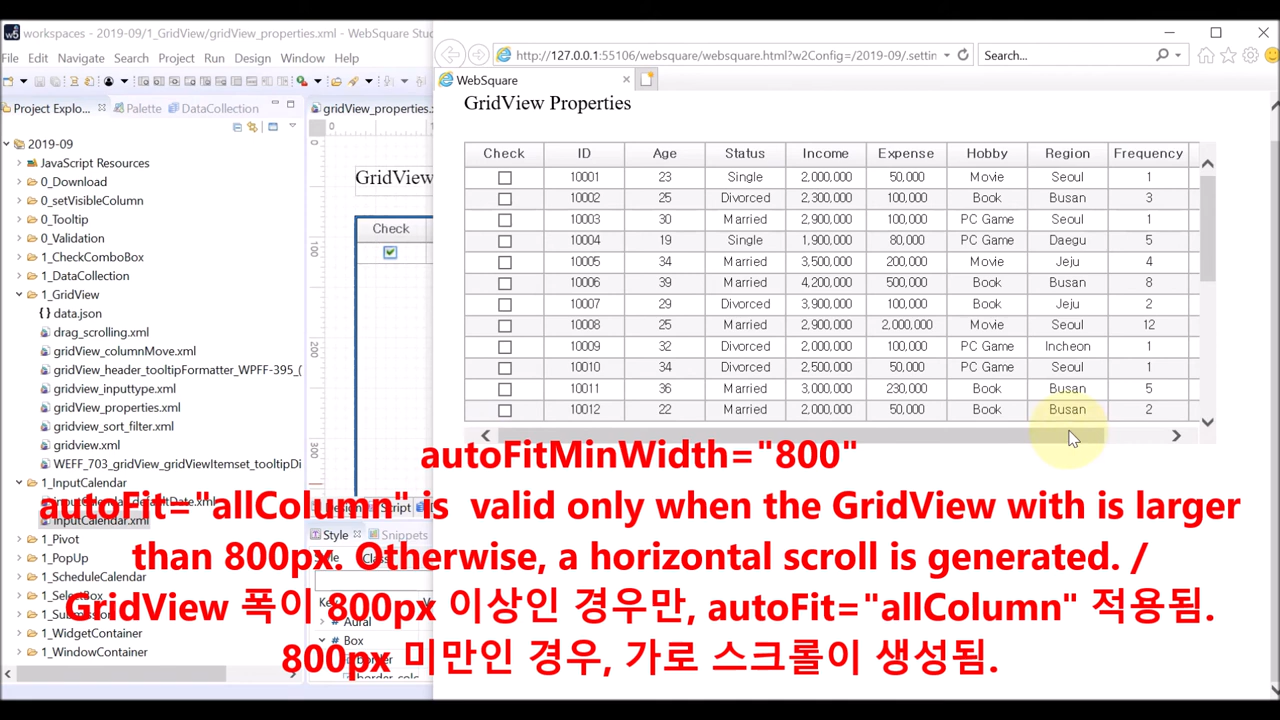 workspaces - 2019-09/1_GridView/gridView_properties.xml - WebSquare Stu
File Edit Navigate Search Project Run Design Window Help
Project Explo...
Palette
DataCollection
2019-09
JavaScript Resources
0_Download
0_setVisibleColumn
0_Tooltip
0_Validation
1_CheckComboBox
1_DataCollection
1_GridView
data.json
drag_scrolling.xml
gridView_columnMove.xml
gridView_header_tooltipFormatter_WPFF-395_(
gridview_inputtype.xml
gridView_properties.xml
gridview_sort_filter.xml
gridview.xml
WEFF_703_gridView_gridViewItemset_tooltipDi
1_InputCalendar
inputCalendar.xml
1_Pivot
1_PopUp
1_ScheduleCalendar
1_SelectBox
1_WidgetContainer
1_WindowContainer
gridView_properties.
0
100
200
300
GridView
Check
Script
Style
Snippets
Aural
Box
http://127.0.0.1:55106/websquare/websquare.html?w2Config=/2019-09/.settin
Search...
WebSquare
GridView Properties
Check ID Age Status Income Expense Hobby Region Frequency
10001 23 Single 2,000,000 50,000 Movie Seoul 1
10002 25 Divorced 2,300,000 100,000 Book Busan 3
10003 30 Married 2,900,000 100,000 PC Game Seoul 1
10004 19 Single 1,900,000 80,000 PC Game Daegu 5
10005 34 Married 3,500,000 200,000 Movie Jeju 4
10006 39 Married 4,200,000 500,000 Book Busan 8
10007 29 Divorced 3,900,000 100,000 Book Jeju 2
10008 25 Married 2,900,000 2,000,000 Movie Seoul 12
10009 32 Divorced 2,000,000 100,000 PC Game Incheon 1
10010 34 Divorced 2,500,000 50,000 PC Game Seoul 1
10011 36 Married 3,000,000 230,000 Book Busan 5
10012 22 Married 2,000,000 50,000 Book Busan 2
autoFitMinWidth="800"
autoFit="allColumn" is valid only when the GridView with is larger
than 800px. Otherwise, a horizontal scroll is generated. /
GridView 폭이 800px 이상인 경우만, autoFit="allColumn" 적용됨.
800px 미만인 경우, 가로 스크롤이 생성됨.